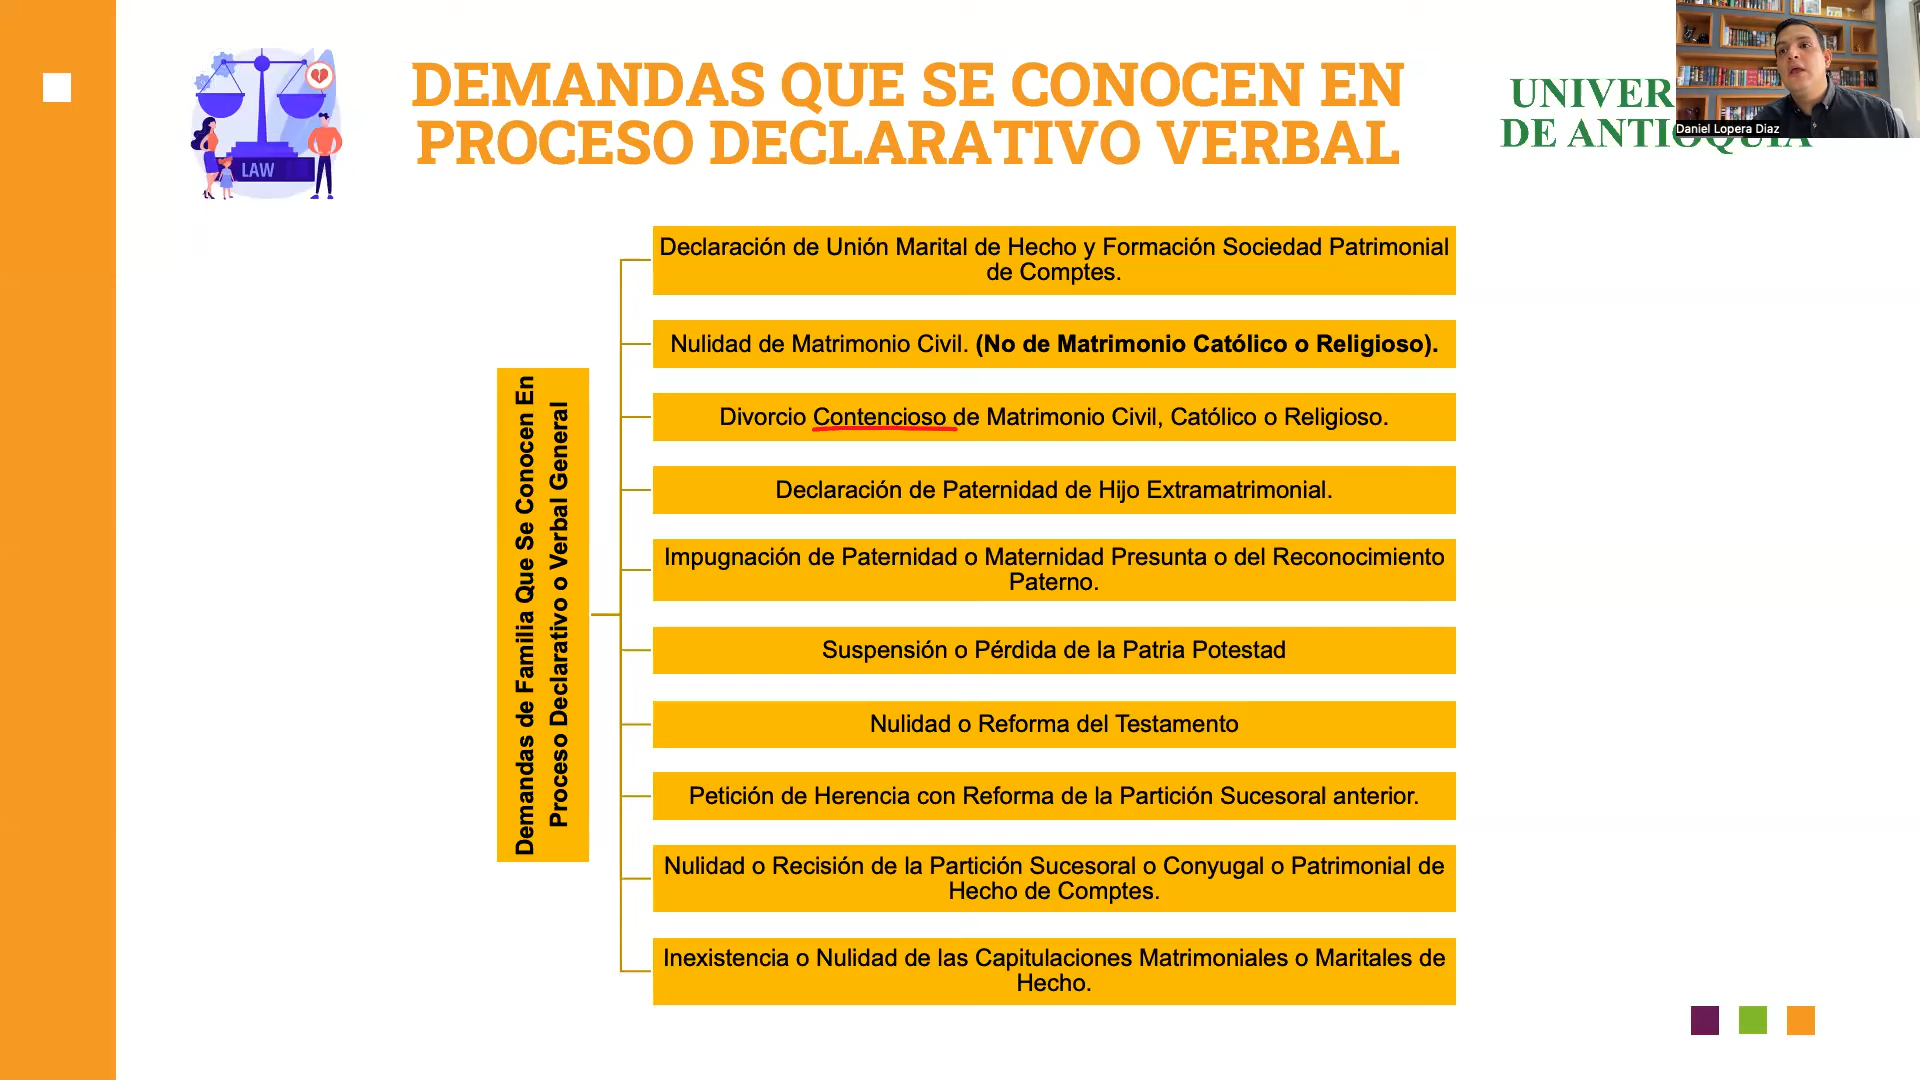 DEMANDAS QUE SE CONOCEN EN
PROCESO DECLARATIVO VERBAL
LAW
Daniel Lopera Diaz
Demandas de Familia Que Se Conocen En
Proceso Declarativo o Verbal General
Declaración de Unión Marital de Hecho y Formación Sociedad Patrimonial
de Comptes.
Nulidad de Matrimonio Civil. (No de Matrimonio Católico o Religioso).
Divorcio Contencioso de Matrimonio Civil, Católico o Religioso.
Declaración de Paternidad de Hijo Extramatrimonial.
Impugnación de Paternidad o Maternidad Presunta o del Reconocimiento
Paterno.
Suspensión o Pérdida de la Patria Potestad
Nulidad o Reforma del Testamento
Petición de Herencia con Reforma de la Partición Sucesoral anterior.
Nulidad o Recisión de la Partición Sucesoral o Conyugal o Patrimonial de
Hecho de Comptes.
Inexistencia o Nulidad de las Capitulaciones Matrimoniales o Maritales de
Hecho.
DE